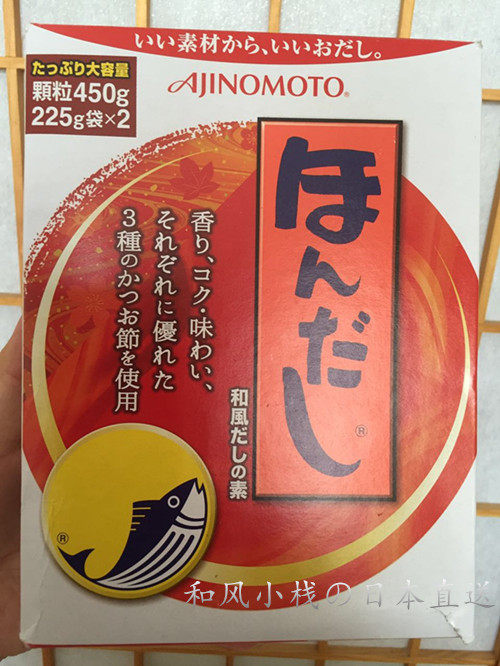 いい素材から、いいおだし。
たっぷり大容量
顆粒450g
225g袋×2
AJINOMOTO®
ほんだし®
香り、コク・味わい、
それぞれに優れた
3種のかつお節を使用
和風だしの素
®
和风小栈の日本直送